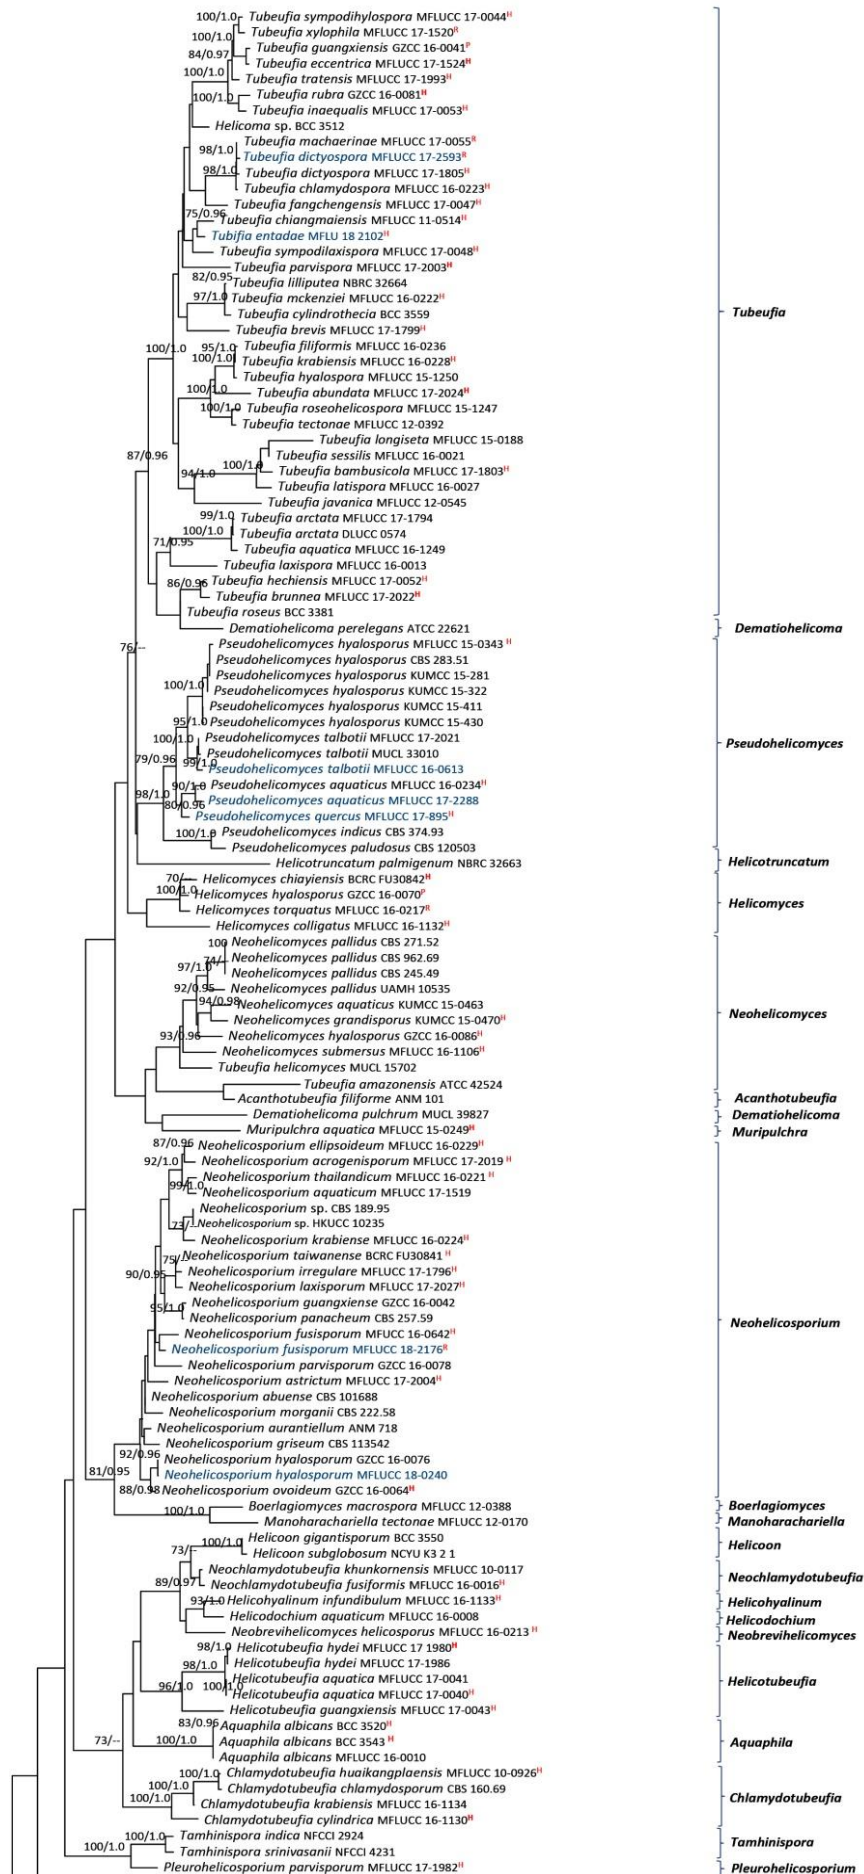 100/1.0 Tubeufia sympodihylospora MFLUCC 17-0044H
100/1.0 Tubeufia xylophila MFLUCC 17-1520R
Tubeufia guangxiensis GZCC 16-0041P
84/0.97 Tubeufia eccentrica MFLUCC 17-1524H
100/1.0 Tubeufia tratensis MFLUCC 17-1993H
Tubeufia rubra GZCC 16-0081H
100/1.0 Tubeufia inaequalis MFLUCC 17-0053H
Helicoma sp. BCC 3512
Tubeufia machaerinae MFLUCC 17-0055R
98/1.0 Tubeufia dictyospora MFLUCC 17-2593R
98/1.0 Tubeufia dictyospora MFLUCC 17-1805H
Tubeufia chlamydospora MFLUCC 16-0223H
Tubeufia fangchengensis MFLUCC 17-0047H
75/0.96 Tubeufia chiangmaiensis MFLUCC 11-0514H
Tubifia entadae MFLU 18 2102H
Tubeufia sympodilaxispora MFLUCC 17-0048H
Tubeufia parvispora MFLUCC 17-2003H
82/0.95 Tubeufia lilliputea NBRC 32664
97/1.0 Tubeufia mckenziei MFLUCC 16-0222H
Tubeufia cylindrothecia BCC 3559
Tubeufia
Tubeufia brevis MFLUCC 17-1799H
100/1.0 95/1.0 Tubeufia filiformis MFLUCC 16-0236
100/1.0 Tubeufia krabiensis MFLUCC 16-0228H
Tubeufia hyalospora MFLUCC 15-1250
100/1.0 Tubeufia abundata MFLUCC 17-2024H
100/1.0 Tubeufia roseohelicospora MFLUCC 15-1247
Tubeufia tectonae MFLUCC 12-0392
Tubeufia longiseta MFLUCC 15-0188
87/0.96 Tubeufia sessilis MFLUCC 16-0021
94/1.0 100/1.0 Tubeufia bambusicola MFLUCC 17-1803H
Tubeufia latispora MFLUCC 16-0027
Tubeufia javanica MFLUCC 12-0545
99/1.0 Tubeufia arctata MFLUCC 17-1794
100/1.0 Tubeufia arctata DLUCC 0574
71/0.95 Tubeufia aquatica MFLUCC 16-1249
Tubeufia laxispora MFLUCC 16-0013
86/0.96 Tubeufia hechiensis MFLUCC 17-0052H
Tubeufia brunnea MFLUCC 17-2022H
Tubeufia roseus BCC 3381
Dematiohelicoma perelegans ATCC 22621 Dematiohelicoma
76/-- Pseudohelicomyces hyalosporus MFLUCC 15-0343 H
Pseudohelicomyces hyalosporus CBS 283.51
Pseudohelicomyces hyalosporus KUMCC 15-281
100/1.0 Pseudohelicomyces hyalosporus KUMCC 15-322
Pseudohelicomyces hyalosporus KUMCC 15-411
95/1.0 Pseudohelicomyces hyalosporus KUMCC 15-430
100/1.0 Pseudohelicomyces talbotii MFLUCC 17-2021
Pseudohelicomyces
79/0.96 Pseudohelicomyces talbotii MUCL 33010
99/1.0 Pseudohelicomyces talbotii MFLUCC 16-0613
90/1.0 Pseudohelicomyces aquaticus MFLUCC 16-0234H
98/1.0 Pseudohelicomyces aquaticus MFLUCC 17-2288
80/0.96 Pseudohelicomyces quercus MFLUCC 17-895H
100/1.0 Pseudohelicomyces indicus CBS 374.93
Pseudohelicomyces paludosus CBS 120503
Helicotruncatum palmigenum NBRC 32663 Helicotruncatum
70/-- Helicomyces chiayiensis BCRC FU30842H
100/1.0 Helicomyces hyalosporus GZCC 16-0070P
Helicomyces
Helicomyces torquatus MFLUCC 16-0217R
Helicomyces colligatus MFLUCC 16-1132H
100 Neohelicomyces pallidus CBS 271.52
74/-- Neohelicomyces pallidus CBS 962.69
97/1.0 Neohelicomyces pallidus CBS 245.49
92/0.95 Neohelicomyces pallidus UAMH 10535
94/0.98 Neohelicomyces aquaticus KUMCC 15-0463
Neohelicomyces
Neohelicomyces grandisporus KUMCC 15-0470H
93/0.96 Neohelicomyces hyalosporus GZCC 16-0086H
Neohelicomyces submersus MFLUCC 16-1106H
Tubeufia helicomyces MUCL 15702
Tubeufia amazonensis ATCC 42524
Acanthotubeufia filiforme ANM 101 Acanthotubeufia
Dematiohelicoma pulchrum MUCL 39827 Dematiohelicoma
Muripulchra aquatica MFLUCC 15-0249H Muripulchra
87/0.96 Neohelicosporium ellipsoideum MFLUCC 16-0229H
92/1.0 Neohelicosporium acrogenisporum MFLUCC 17-2019 H
Neohelicosporium thailandicum MFLUCC 16-0221 H
99/1.0 Neohelicosporium aquaticum MFLUCC 17-1519
Neohelicosporium sp. CBS 189.95
73/-- Neohelicosporium sp. HKUCC 10235
Neohelicosporium krabiense MFLUCC 16-0224H
75/-- Neohelicosporium taiwanense BCRC FU30841 H
90/0.95 Neohelicosporium irregulare MFLUCC 17-1796H
Neohelicosporium laxisporum MFLUCC 17-2027H
95/1.0 Neohelicosporium guangxiense GZCC 16-0042
Neohelicosporium panacheum CBS 257.59
Neohelicosporium
Neohelicosporium fusisporum MFUCC 16-0642H
Neohelicosporium fusisporum MFLUCC 18-2176R
Neohelicosporium parvisporum GZCC 16-0078
Neohelicosporium astrictum MFLUCC 17-2004H
Neohelicosporium abuense CBS 101688
Neohelicosporium morganii CBS 222.58
Neohelicosporium aurantiellum ANM 718
Neohelicosporium griseum CBS 113542
92/0.96 Neohelicosporium hyalosporum GZCC 16-0076
81/0.95 Neohelicosporium hyalosporum MFLUCC 18-0240
88/0.98 Neohelicosporium ovoideum GZCC 16-0064H
Boerlagiomyces macrospora MFLUCC 12-0388 Boerlagiomyces
100/1.0 Manoharachariella tectonae MFLUCC 12-0170 Manoharachariella
100/1.0 Helicoon gigantisporum BCC 3550
Helicoon
73/-- Helicoon subglobosum NCYU K3 2 1
Neochlamydotubeufia khunkornensis MFLUCC 10-0117
Neochlamydotubeufia
89/0.97 Neochlamydotubeufia fusiformis MFLUCC 16-0016H
93/1.0 Helicohyalinum infundibulum MFLUCC 16-1133H Helicohyalinum
Helicodochium aquaticum MFLUCC 16-0008 Helicodochium
Neobrevihelicomyces helicosporus MFLUCC 16-0213 H Neobrevihelicomyces
98/1.0 Helicotubeufia hydei MFLUCC 17 1980H
98/1.0 Helicotubeufia hydei MFLUCC 17-1986
Helicotubeufia aquatica MFLUCC 17-0041
Helicotubeufia
96/1.0 100/1.0 Helicotubeufia aquatica MFLUCC 17-0040H
Helicotubeufia guangxiensis MFLUCC 17-0043H
83/0.96 Aquaphila albicans BCC 3520H
73/-- 100/1.0 Aquaphila albicans BCC 3543 H Aquaphila
Aquaphila albicans MFLUCC 16-0010
100/1.0 Chlamydotubeufia huaikangplaensis MFLUCC 10-0926H
100/1.0 Chlamydotubeufia chlamydosporum CBS 160.69
Chlamydotubeufia
100/1.0 Chlamydotubeufia krabiensis MFLUCC 16-1134
Chlamydotubeufia cylindrica MFLUCC 16-1130H
100/1.0 Tamhinispora indica NFCCI 2924
Tamhinispora
100/1.0 Tamhinispora srinivasanii NFCCI 4231
Pleurohelicosporium parvisporum MFLUCC 17-1982H Pleurohelicosporium